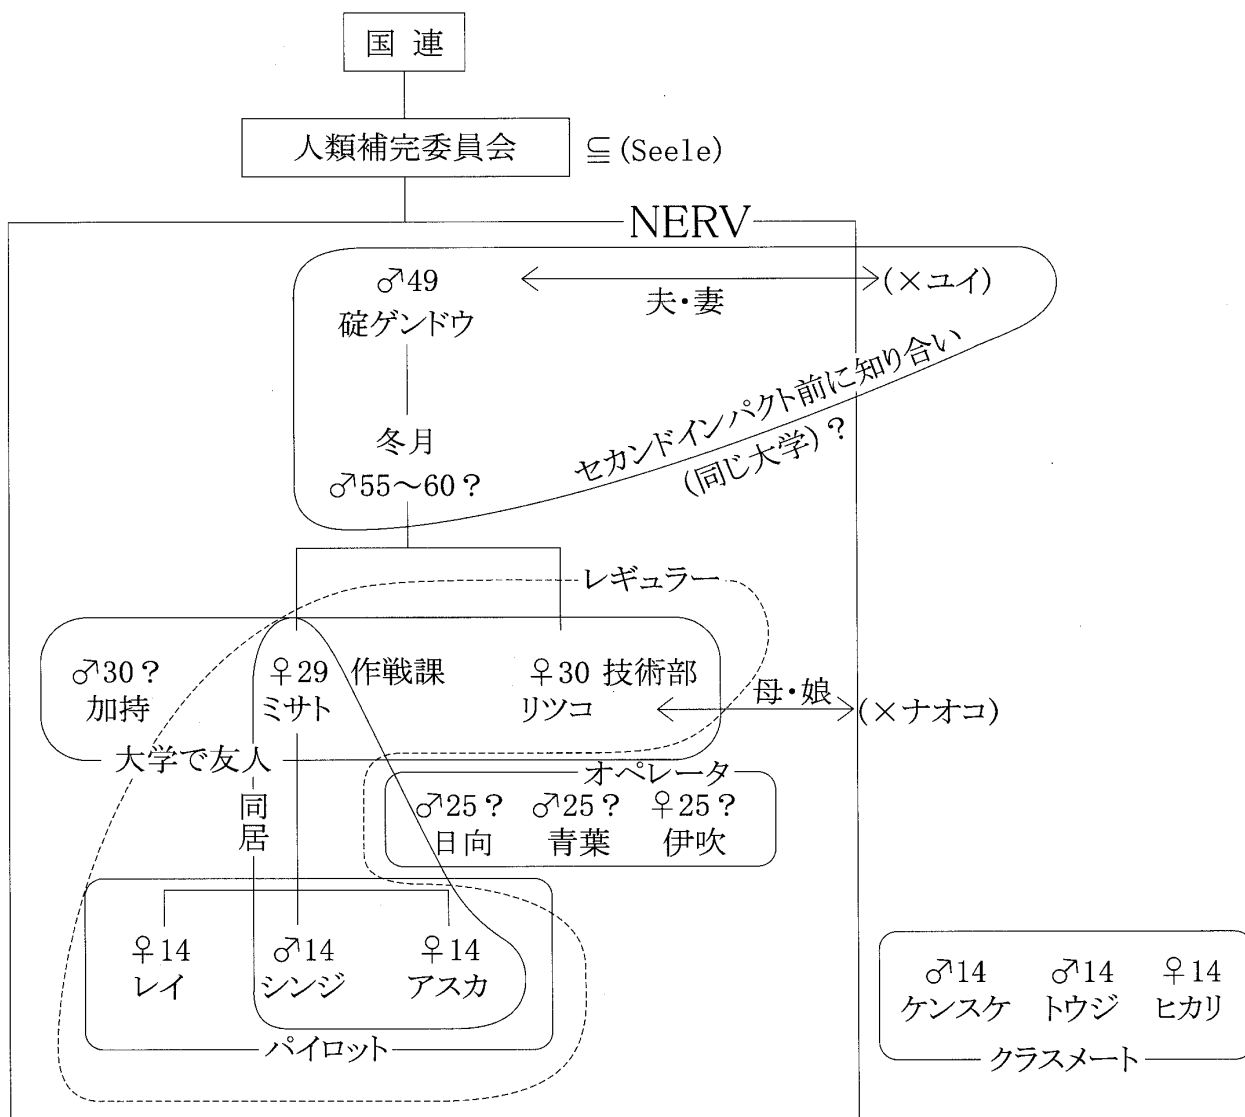 国連
人類補完委員会
⊆(Seele)
NERV
♂49
碇ゲンドウ
夫・妻
(×ユイ)
セカンドインパクト前に知り合い
(同じ大学)?
冬月
♂55～60?
レギュラー
♂30?
加持
♀29 作戦課
ミサト
♀30 技術部
リツコ
母・娘
(×ナオコ)
大学で友人
同居
オペレータ
♂25?
日向
♂25?
青葉
♀25?
伊吹
♀14
レイ
♂14
シンジ
♀14
アスカ
パイロット
♂14
ケンスケ
♂14
トウジ
♀14
ヒカリ
クラスメート